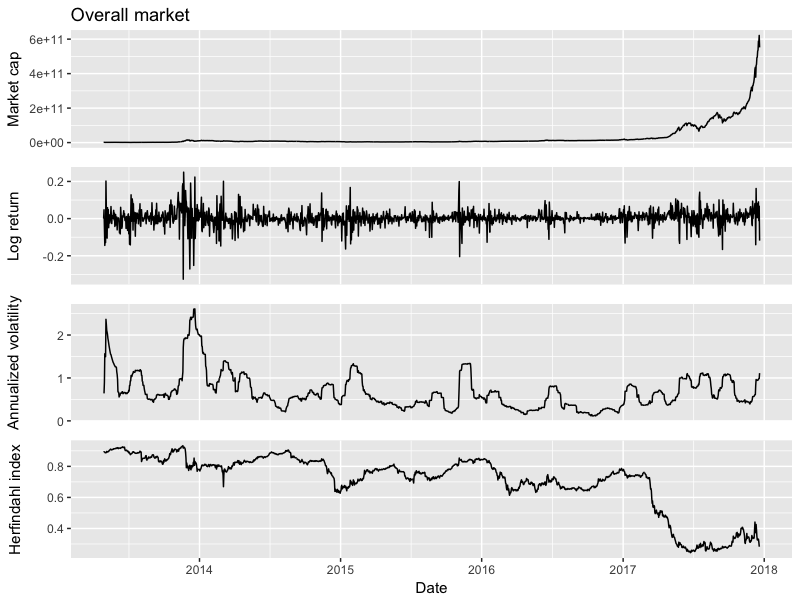 Overall market
Market cap
6e+11
4e+11
2e+11
0e+00
Log return
0.2
0.0
-0.2
Annualized volatility
2
1
0
Herfindahl index
0.8
0.6
0.4
2014 2015 2016 2017 2018
Date